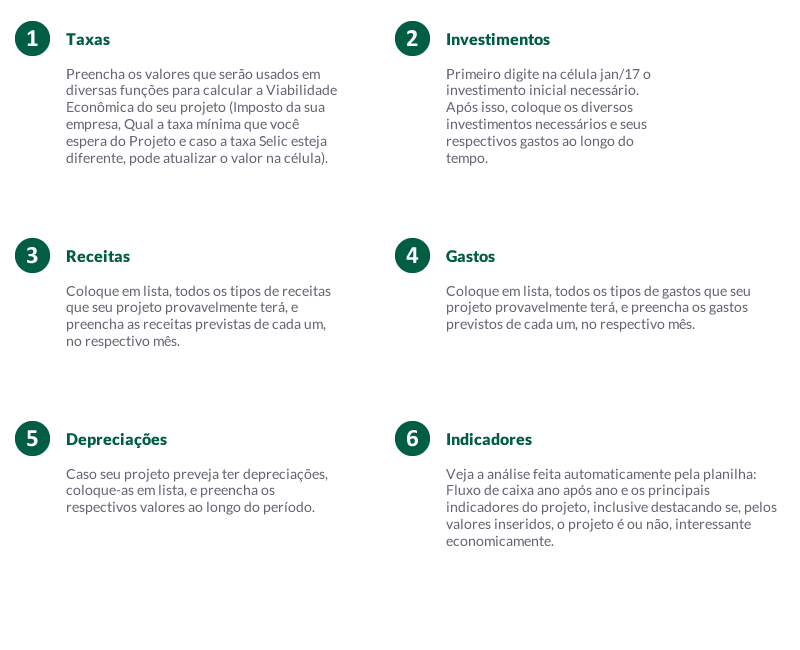 1 Taxas
Preencha os valores que serão usados em
diversas funções para calcular a Viabilidade
Econômica do seu projeto (Imposto da sua
empresa, Qual a taxa mínima que você
espera do Projeto e caso a taxa Selic esteja
diferente, pode atualizar o valor na célula).
2 Investimentos
Primeiro digite na célula jan/17 o
investimento inicial necessário.
Após isso, coloque os diversos
investimentos necessários e seus
respectivos gastos ao longo do
tempo.
3 Receitas
Coloque em lista, todos os tipos de receitas
que seu projeto provavelmente terá, e
preencha as receitas previstas de cada um,
no respectivo mês.
4 Gastos
Coloque em lista, todos os tipos de gastos que seu
projeto provavelmente terá, e preencha os gastos
previstos de cada um, no respectivo mês.
5 Depreciações
Caso seu projeto preveja ter depreciações,
coloque-as em lista, e preencha os
respectivos valores ao longo do período.
6 Indicadores
Veja a análise feita automaticamente pela planilha:
Fluxo de caixa ano após ano e os principais
indicadores do projeto, inclusive destacando se, pelos
valores inseridos, o projeto é ou não, interessante
economicamente.